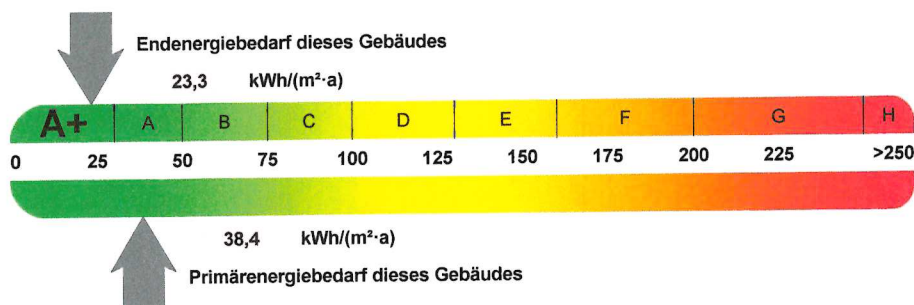 Endenergiebedarf dieses Gebäudes
23,3 kWh/(m²·a)
A+ A B C D E F G H
0 25 50 75 100 125 150 175 200 225 >250
38,4 kWh/(m²·a)
Primärenergiebedarf dieses Gebäudes